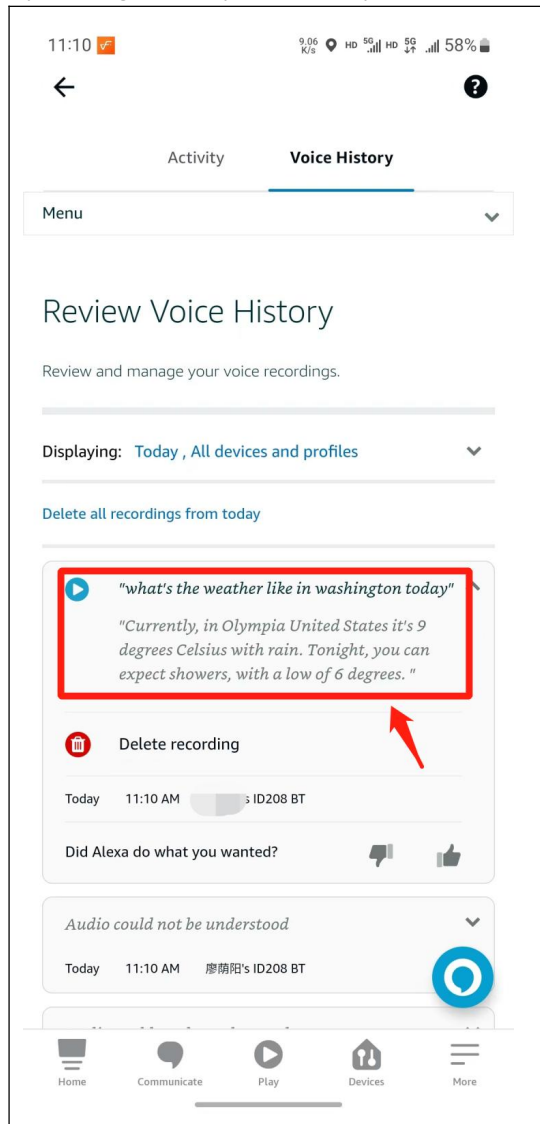 11:10
9.06 K/s HD 5G HD 5G 58%
?
Activity Voice History
Menu
Review Voice History
Review and manage your voice recordings.
Displaying: Today , All devices and profiles
Delete all recordings from today
"what's the weather like in washington today"
"Currently, in Olympia United States it's 9
degrees Celsius with rain. Tonight, you can
expect showers, with a low of 6 degrees. "
Delete recording
Today 11:10 AM s ID208 BT
Did Alexa do what you wanted?
Audio could not be understood
Today 11:10 AM 廖荫阳's ID208 BT
Home Communicate Play Devices More